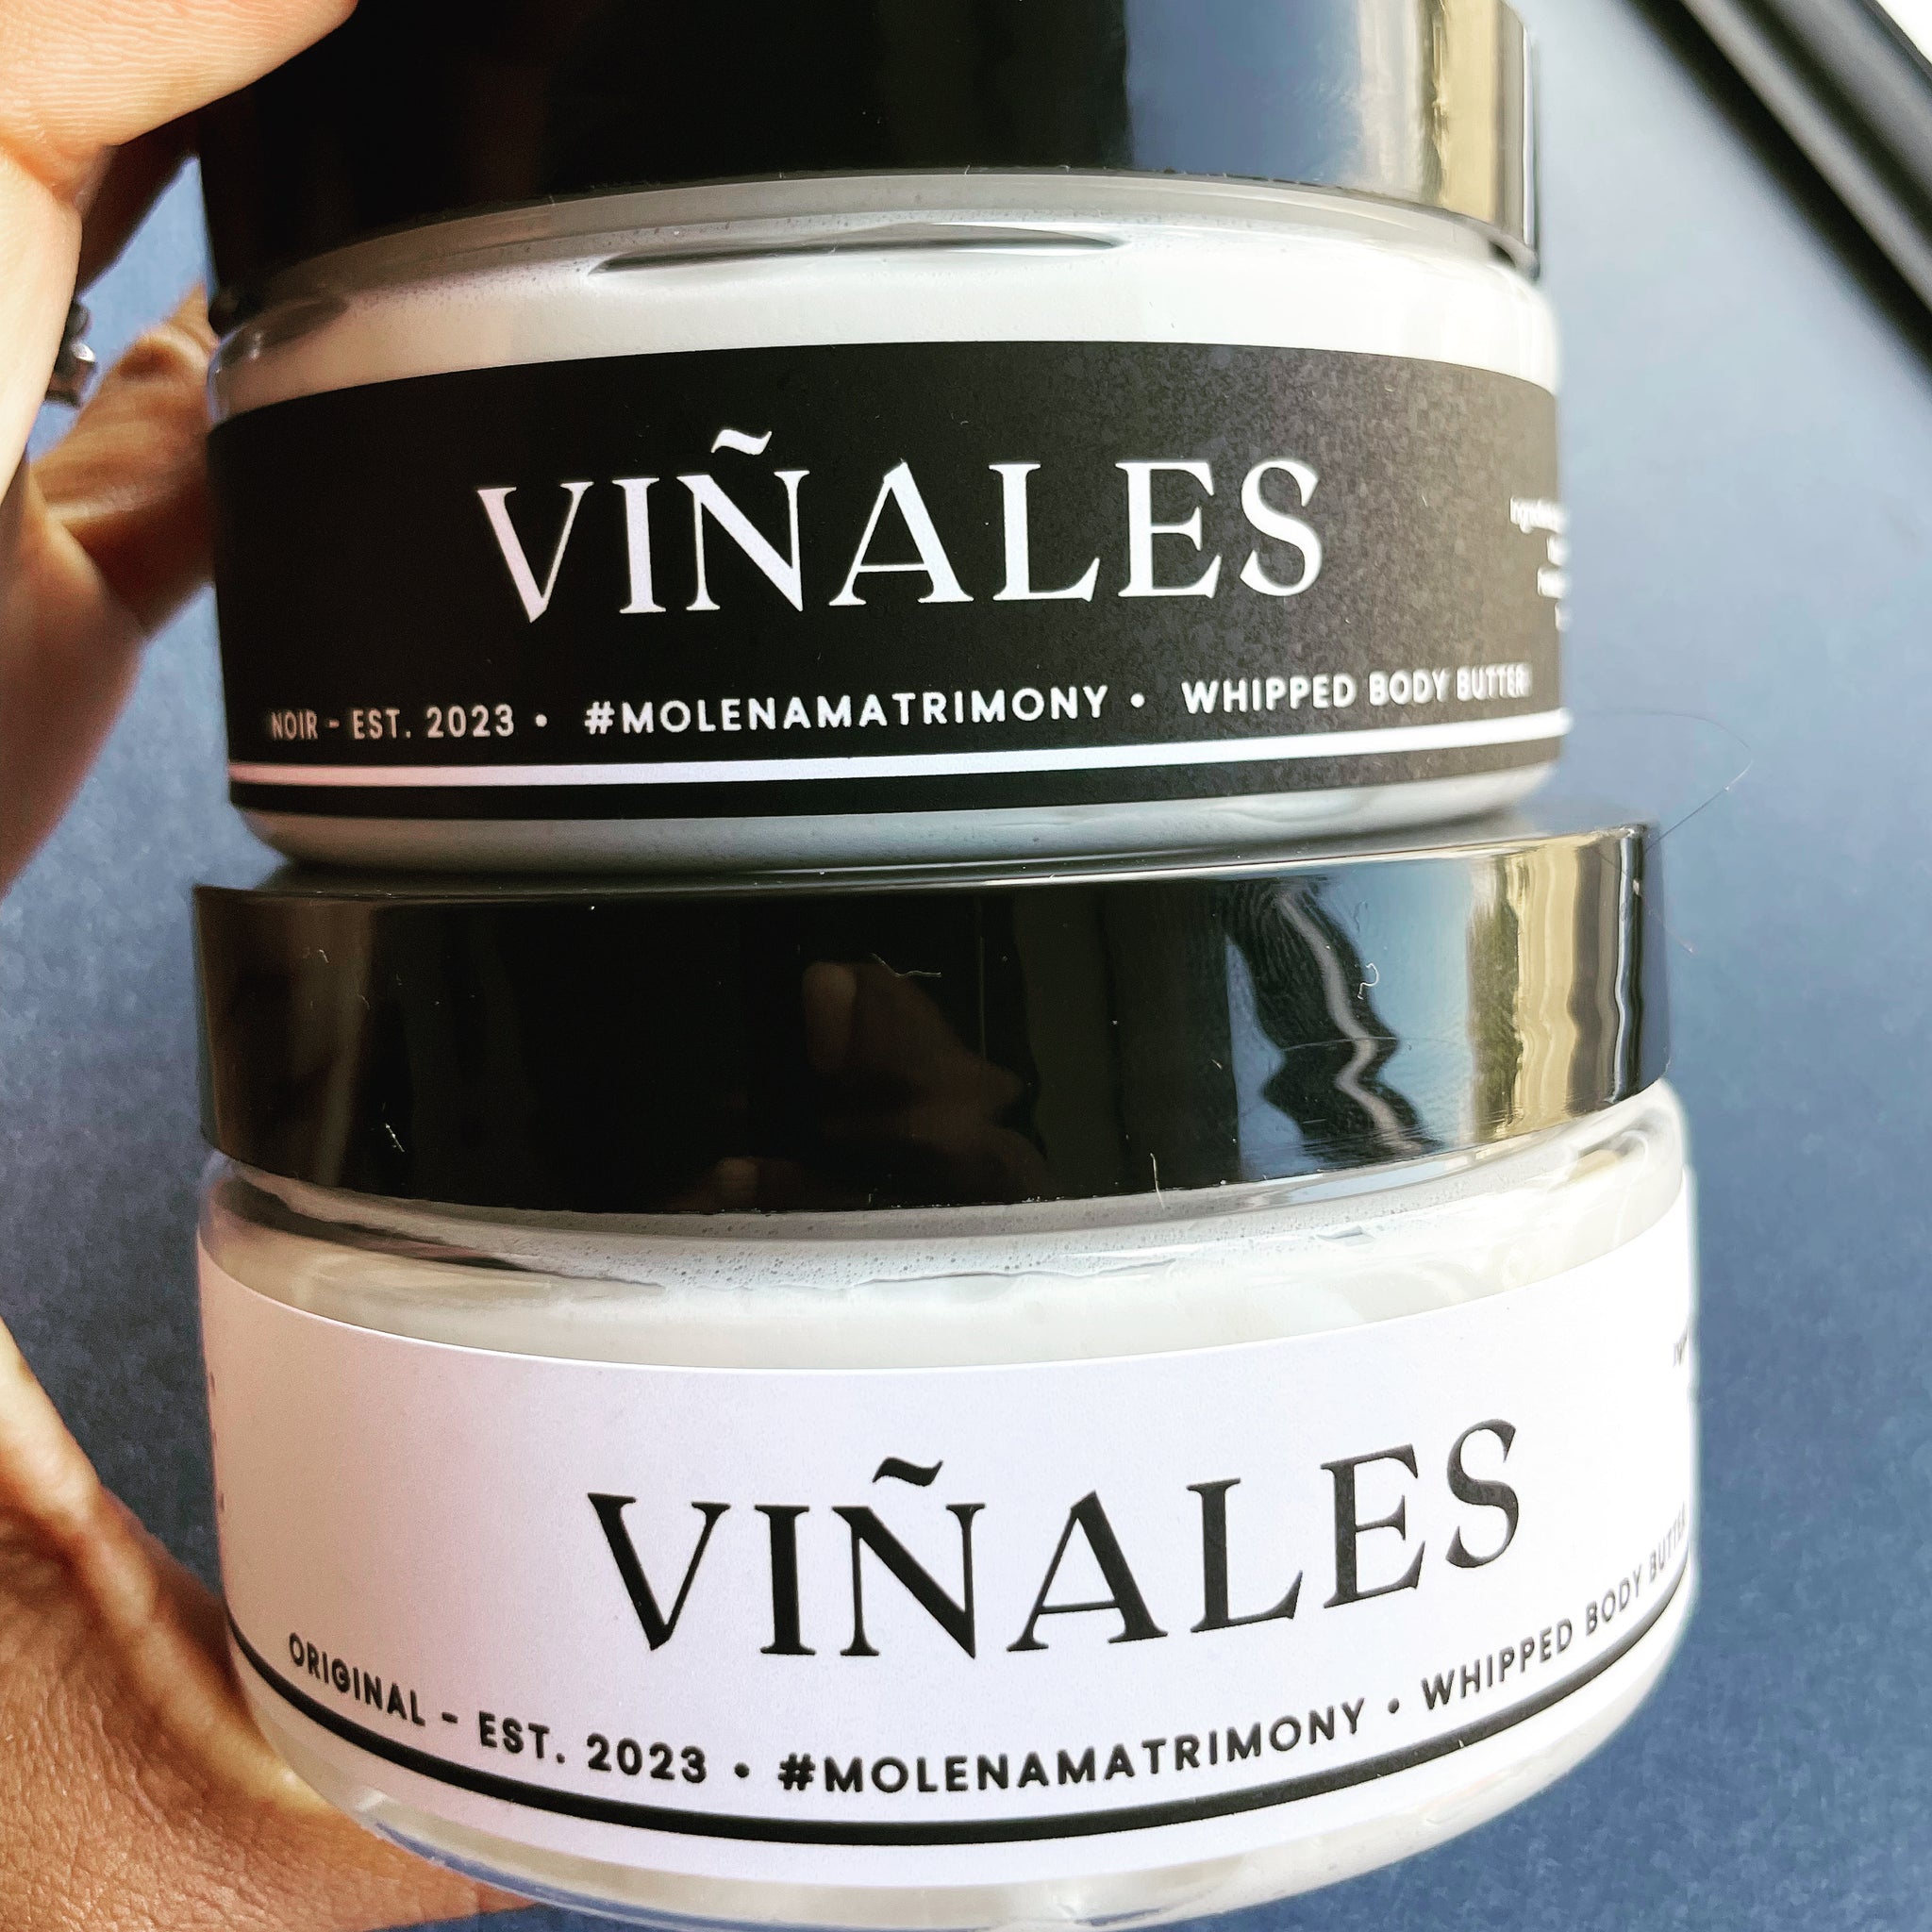 VIÑALES
NOIR - EST. 2023 • #MOLENAMATRIMONY • WHIPPED BODY BUTTER
VIÑALES
ORIGINAL - EST. 2023 • #MOLENAMATRIMONY • WHIPPED BODY BUTTER